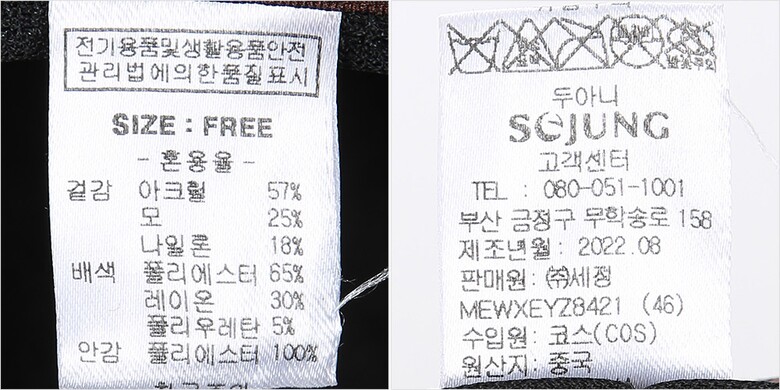 전기용품및생활용품안전
관리법에의한품질표시
SIZE : FREE
- 혼용율 -
겉감 아크릴 57%
모 25%
나일론 18%
배색 폴리에스터 65%
레이온 30%
폴리우레탄 5%
안감 폴리에스터 100%
두아니
SOJUNG
고객센터
TEL : 080-051-1001
부산 금정구 무학송로 158
제조년월 : 2022.08
판매원 : ㈜세정
MEWXEYZ8421 (46)
수입원 : 코스(COS)
원산지 : 중국